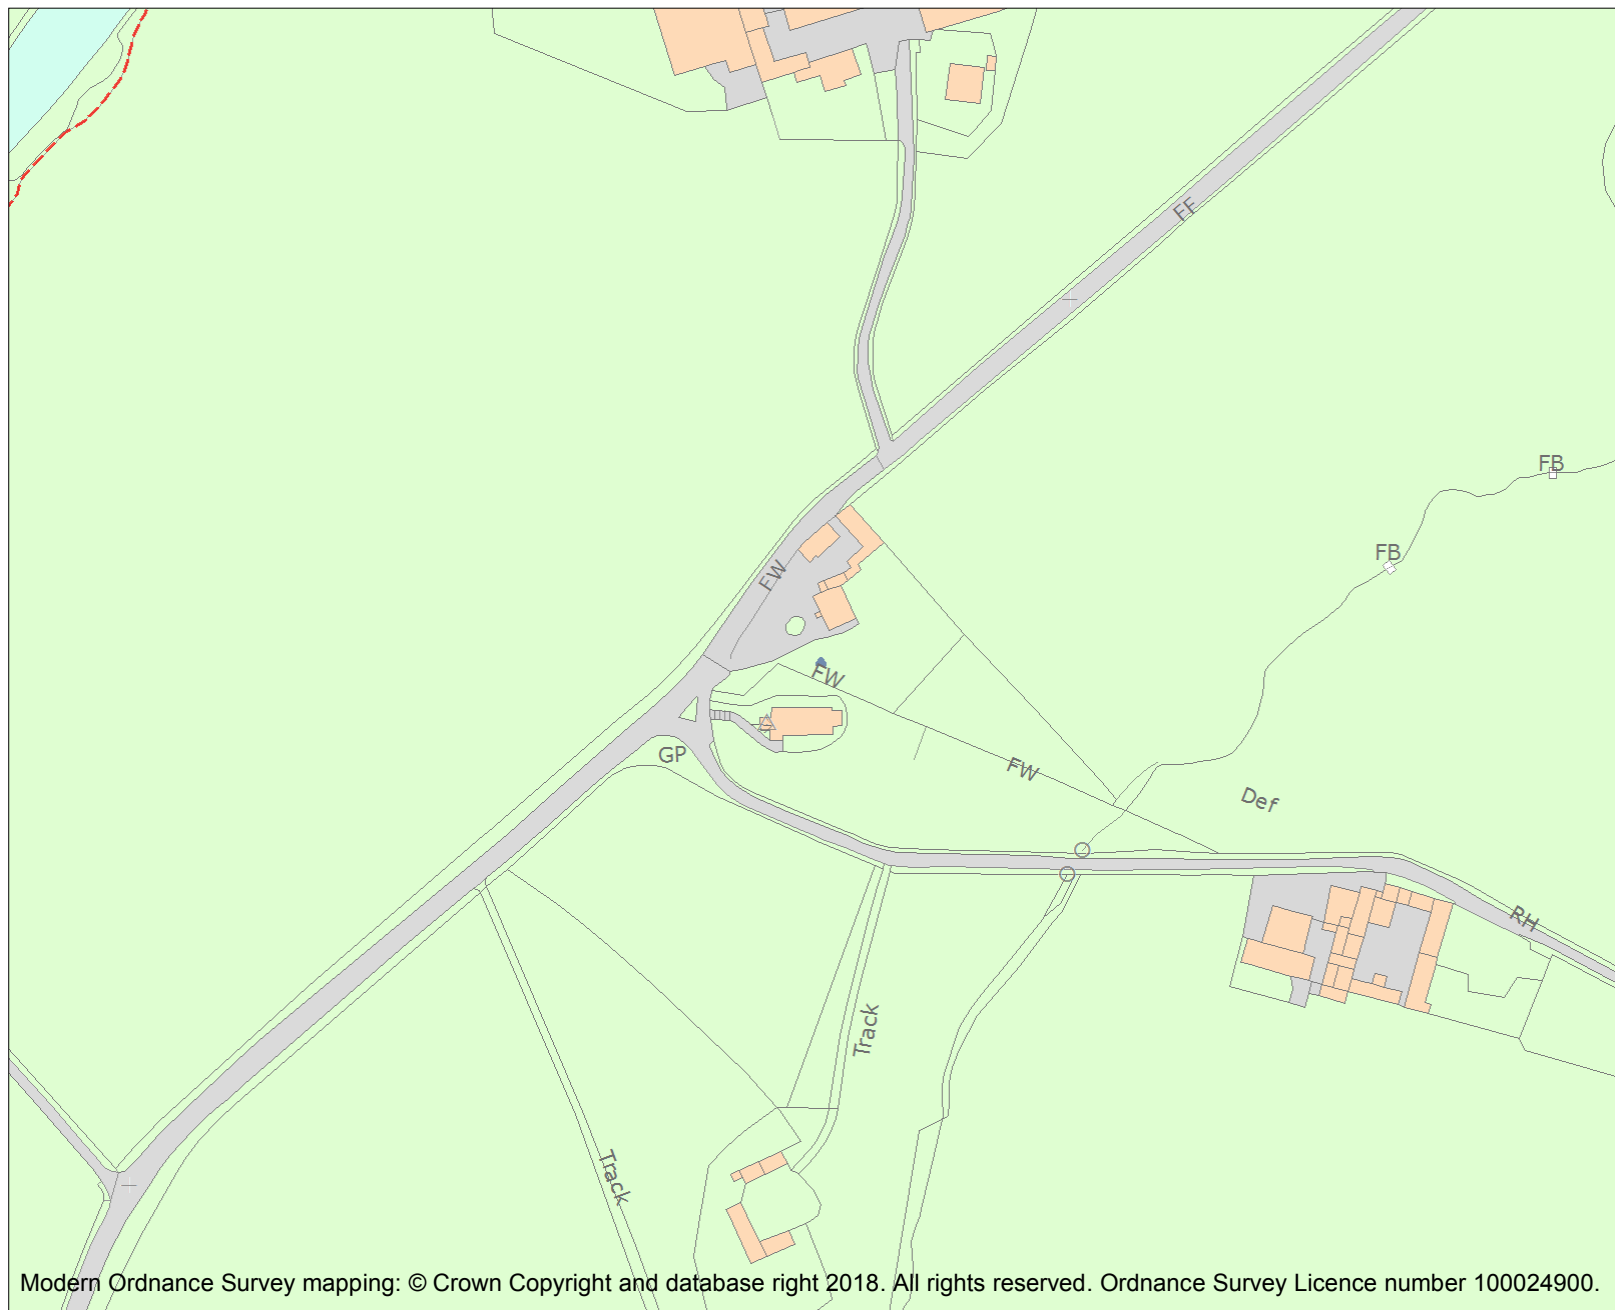 FF
FB
FB
FW
FW
GP
FW
Def
RH
Track
Track
Modern Ordnance Survey mapping: © Crown Copyright and database right 2018. All rights reserved. Ordnance Survey Licence number 100024900.